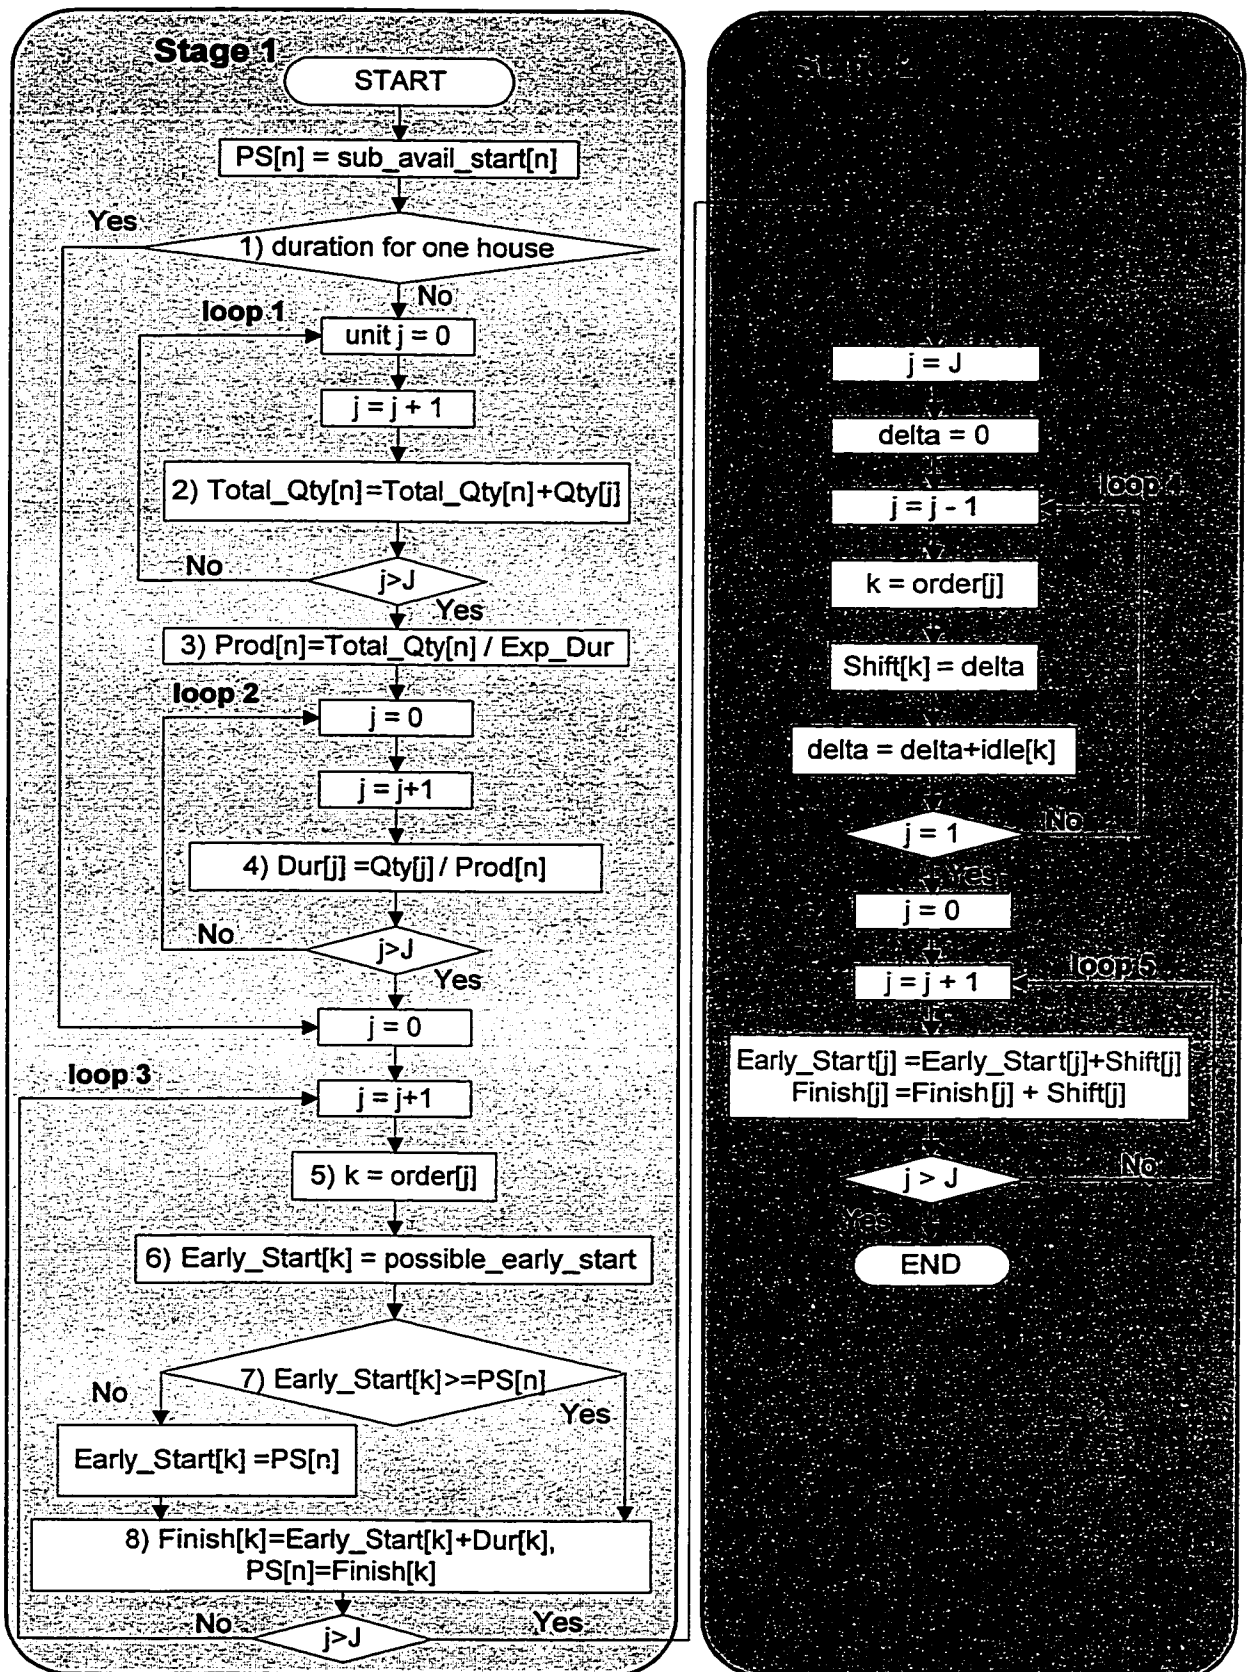 Stage 1
START
PS[n] = sub_avail_start[n]
Yes
1) duration for one house
No
loop 1
unit j = 0
j = j + 1
2) Total_Qty[n]=Total_Qty[n]+Qty[j]
No
j>J
Yes
3) Prod[n]=Total_Qty[n] / Exp_Dur
loop 2
j = 0
j = j+1
4) Dur[j] =Qty[j] / Prod[n]
No
j>J
Yes
j = 0
loop 3
j = j+1
5) k = order[j]
6) Early_Start[k] = possible_early_start
7) Early_Start[k]>=PS[n]
No
Yes
Early_Start[k] =PS[n]
8) Finish[k]=Early_Start[k]+Dur[k],
PS[n]=Finish[k]
No
j>J
Yes
j = J
delta = 0
loop 4
j = j - 1
k = order[j]
Shift[k] = delta
delta = delta+idle[k]
j = 1
No
Yes
j = 0
loop 5
j = j + 1
Early_Start[j] =Early_Start[j]+Shift[j]
Finish[j] =Finish[j] + Shift[j]
j > J
No
Yes
END